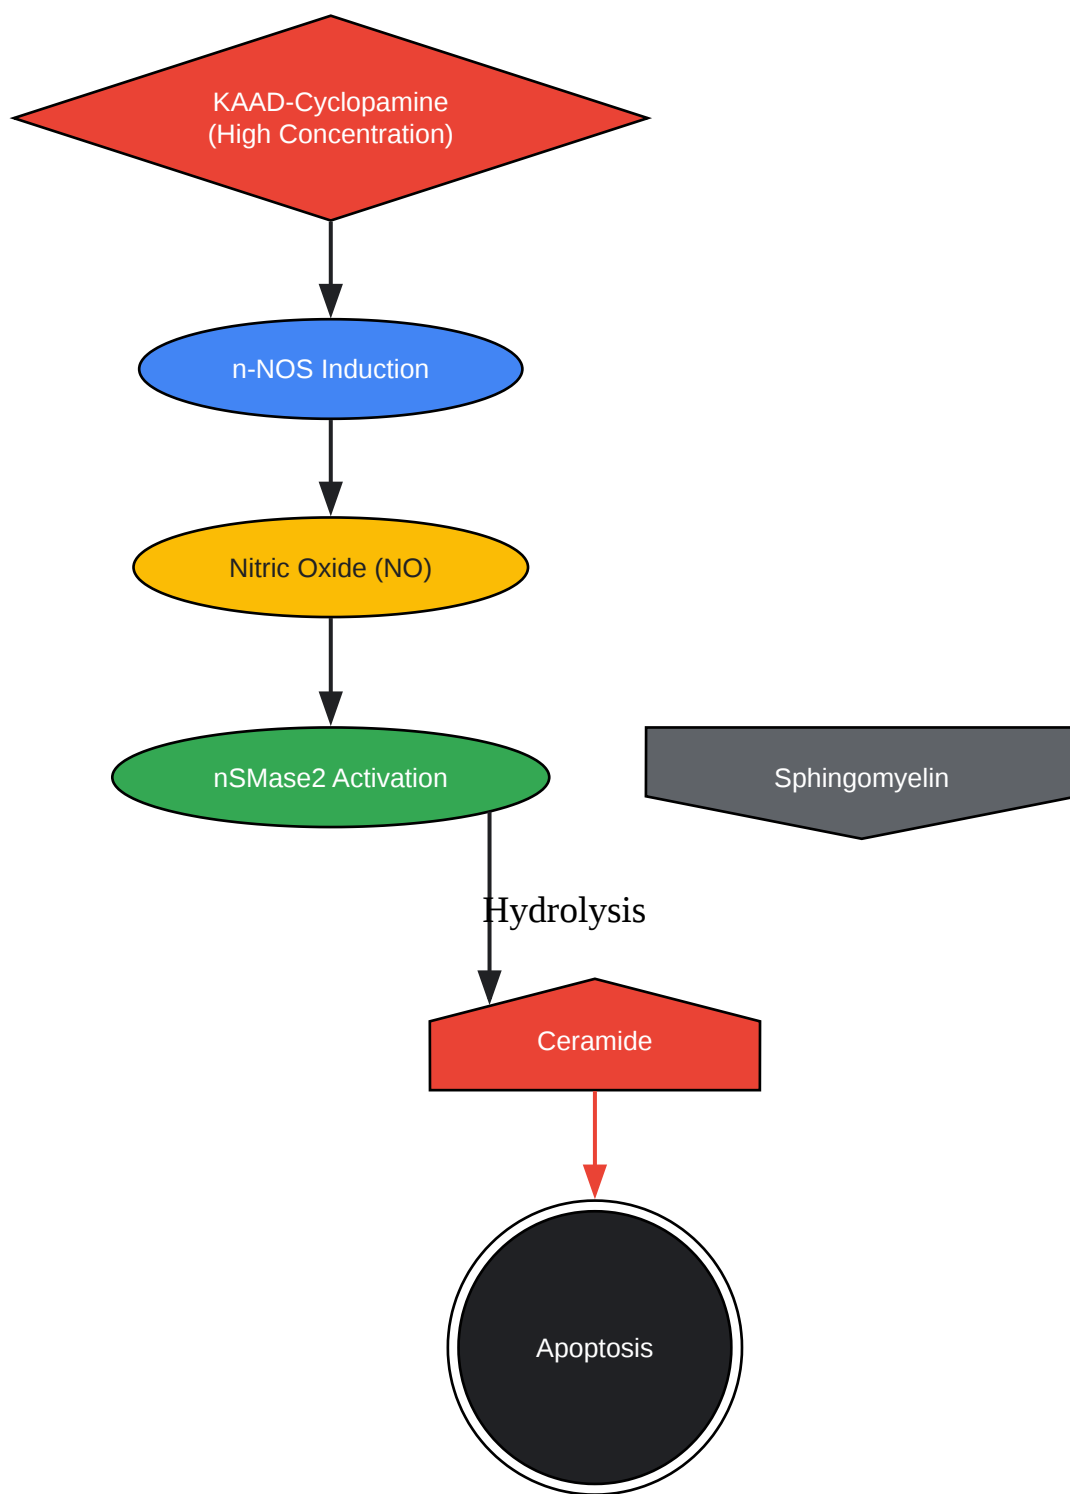 KAAD-Cyclopamine
(High Concentration)
n-NOS Induction
Nitric Oxide (NO)
nSMase2 Activation
Sphingomyelin
Hydrolysis
Ceramide
Apoptosis